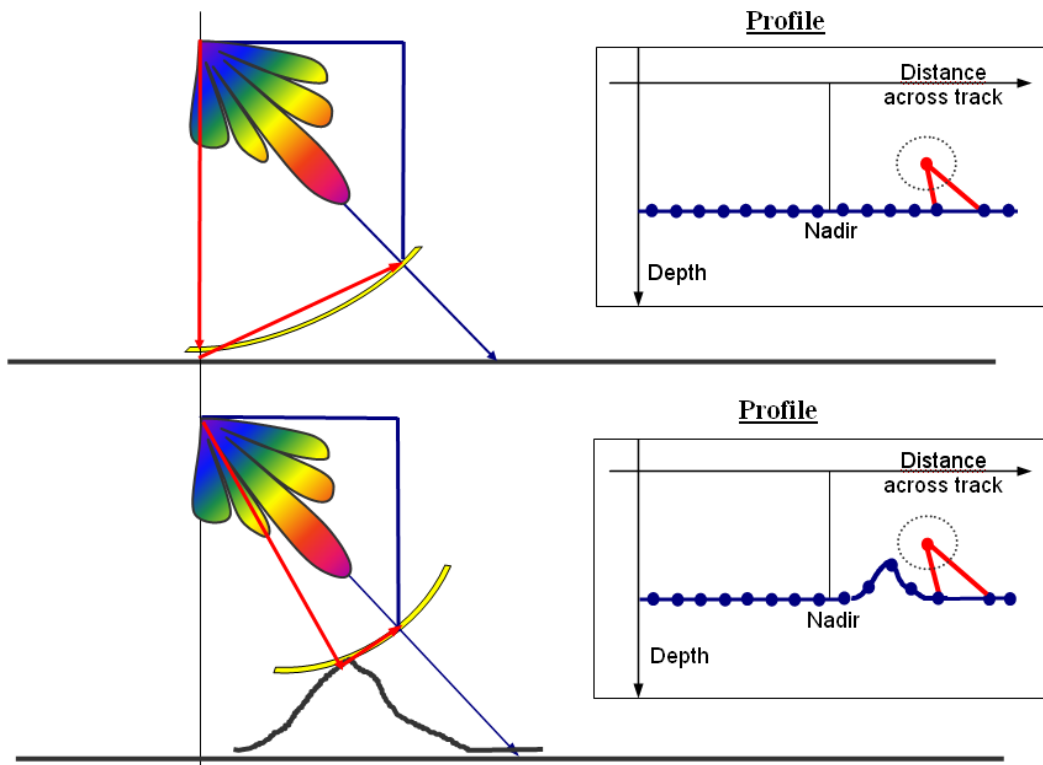 Profile
Distance
across track
Nadir
Depth
Profile
Distance
across track
Nadir
Depth